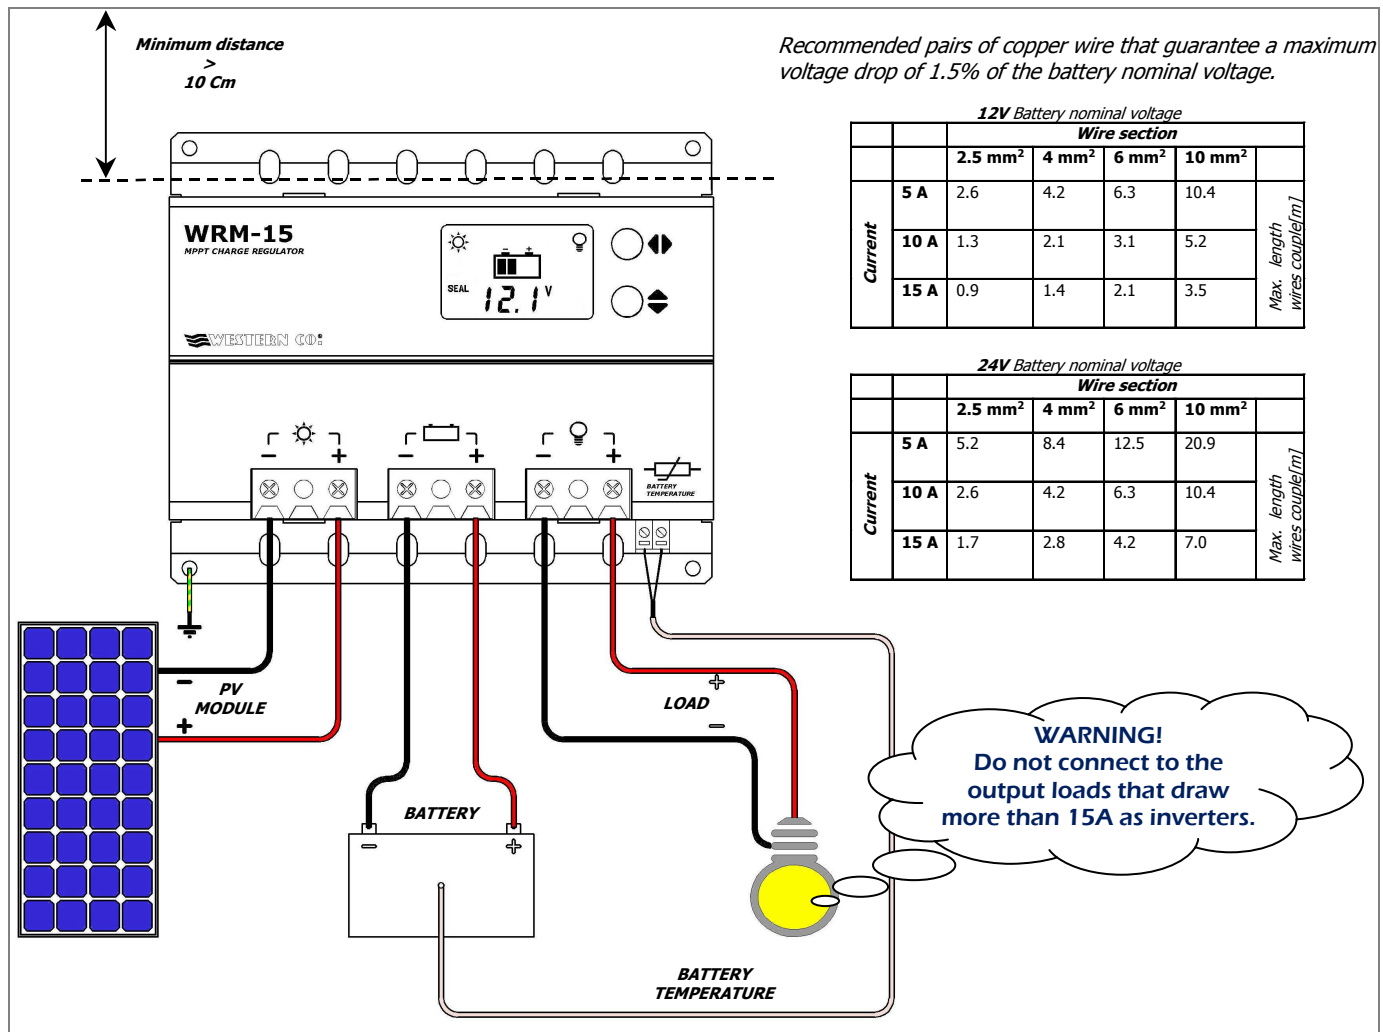 Minimum distance
>
10 Cm
Recommended pairs of copper wire that guarantee a maximum
voltage drop of 1.5% of the battery nominal voltage.
12V Battery nominal voltage
Wire section
2.5 mm² 4 mm² 6 mm² 10 mm²
5 A 2.6 4.2 6.3 10.4
10 A 1.3 2.1 3.1 5.2
15 A 0.9 1.4 2.1 3.5
Current
Max. length
wires couple[m]
24V Battery nominal voltage
Wire section
2.5 mm² 4 mm² 6 mm² 10 mm²
5 A 5.2 8.4 12.5 20.9
10 A 2.6 4.2 6.3 10.4
15 A 1.7 2.8 4.2 7.0
Current
Max. length
wires couple[m]
WRM-15
MPPT CHARGE REGULATOR
- +
SEAL 12.1 V
WESTERN CO.®
- + - + - +
BATTERY
TEMPERATURE
- PV
MODULE
+
LOAD
+
-
BATTERY
- +
WARNING!
Do not connect to the
output loads that draw
more than 15A as inverters.
BATTERY
TEMPERATURE